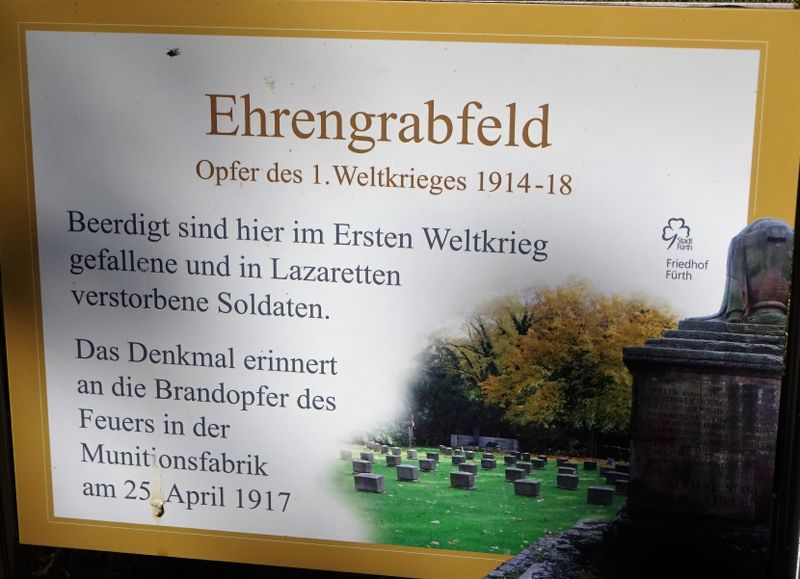 Ehrengrabfeld
Opfer des 1. Weltkrieges 1914-18
Beerdigt sind hier im Ersten Weltkrieg
gefallene und in Lazaretten
verstorbene Soldaten.
Stadt
Fürth
Friedhof
Fürth
Das Denkmal erinnert
an die Brandopfer des
Feuers in der
Munitionsfabrik
am 25. April 1917